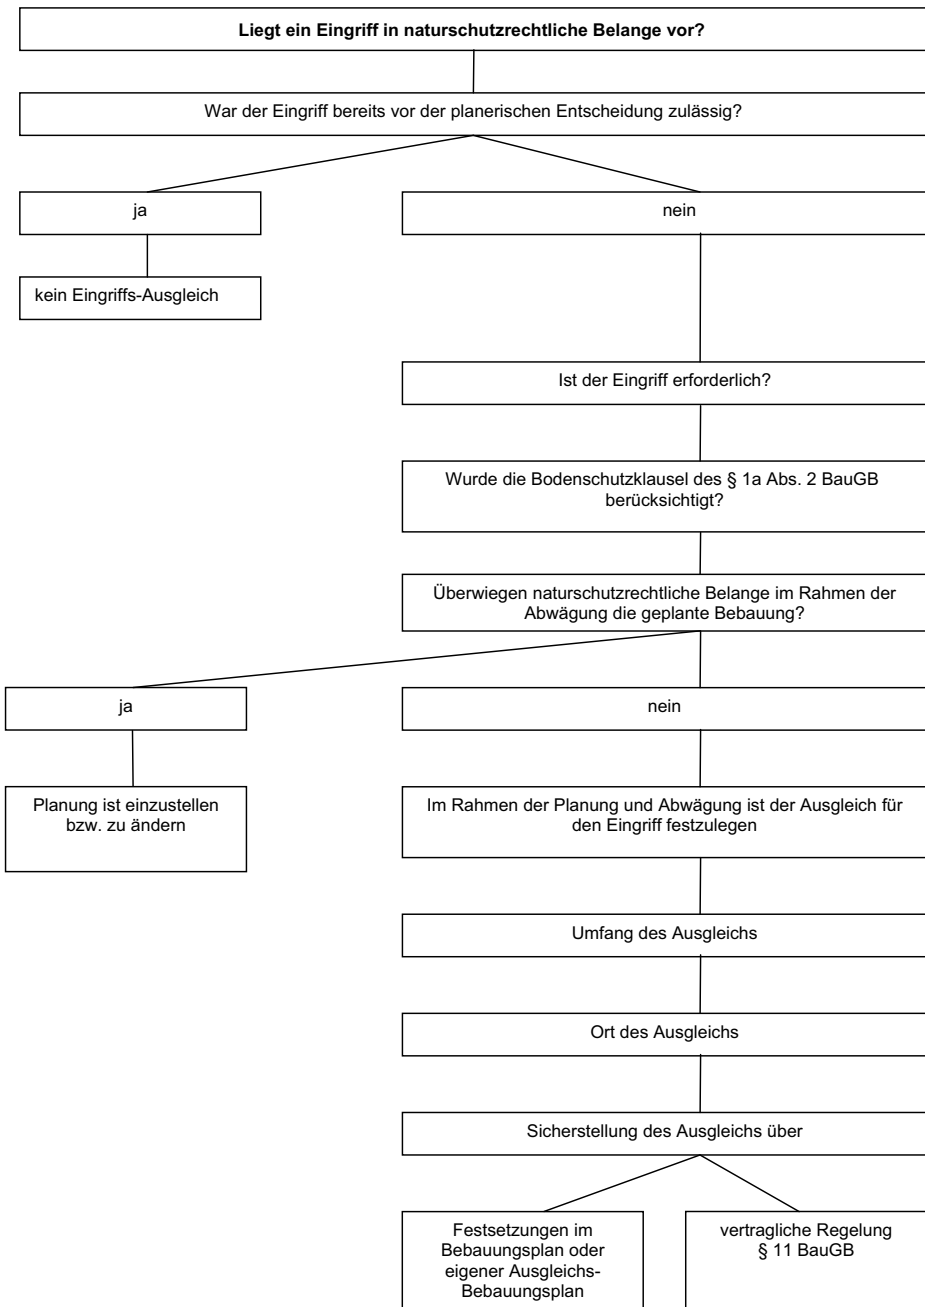 Liegt ein Eingriff in naturschutzrechtliche Belange vor?
War der Eingriff bereits vor der planerischen Entscheidung zulässig?
ja
nein
kein Eingriffs-Ausgleich
Ist der Eingriff erforderlich?
Wurde die Bodenschutzklausel des § 1a Abs. 2 BauGB
berücksichtigt?
Überwiegen naturschutzrechtliche Belange im Rahmen der
Abwägung die geplante Bebauung?
ja
nein
Planung ist einzustellen
bzw. zu ändern
Im Rahmen der Planung und Abwägung ist der Ausgleich für
den Eingriff festzulegen
Umfang des Ausgleichs
Ort des Ausgleichs
Sicherstellung des Ausgleichs über
Festsetzungen im
Bebauungsplan oder
eigener Ausgleichs-
Bebauungsplan
vertragliche Regelung
§ 11 BauGB